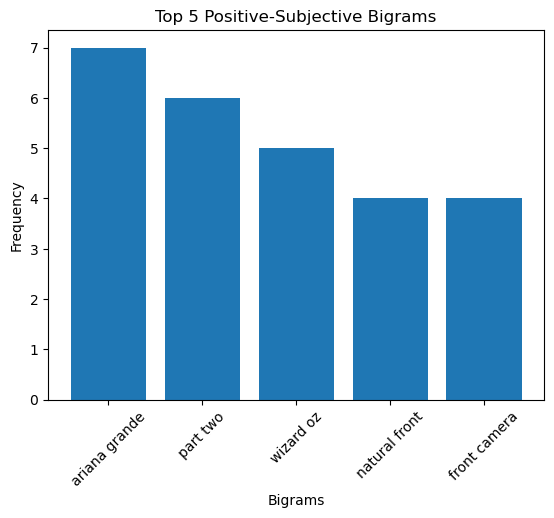 Top 5 Positive-Subjective Bigrams
Frequency
7
6
5
4
3
2
1
0
ariana grande
part two
wizard oz
natural front
front camera
Bigrams